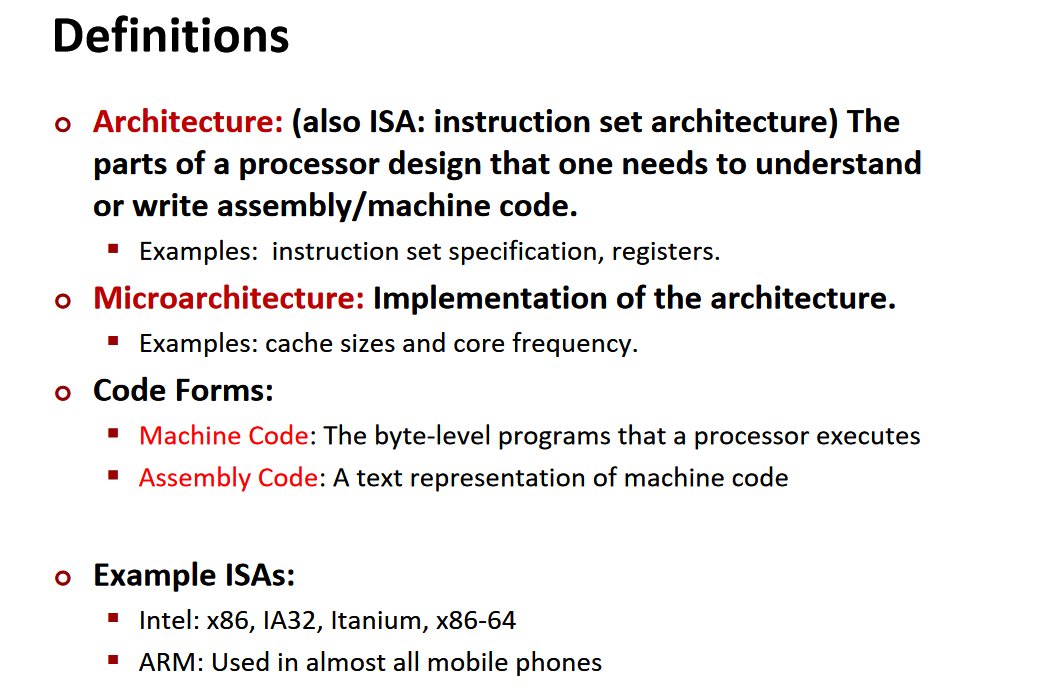 Definitions
Architecture: (also ISA: instruction set architecture) The
parts of a processor design that one needs to understand
or write assembly/machine code.
Examples:  instruction set specification, registers.
Microarchitecture: Implementation of the architecture.
Examples: cache sizes and core frequency.
Code Forms:
Machine Code: The byte-level programs that a processor executes
Assembly Code: A text representation of machine code
Example ISAs:
Intel: x86, IA32, Itanium, x86-64
ARM: Used in almost all mobile phones